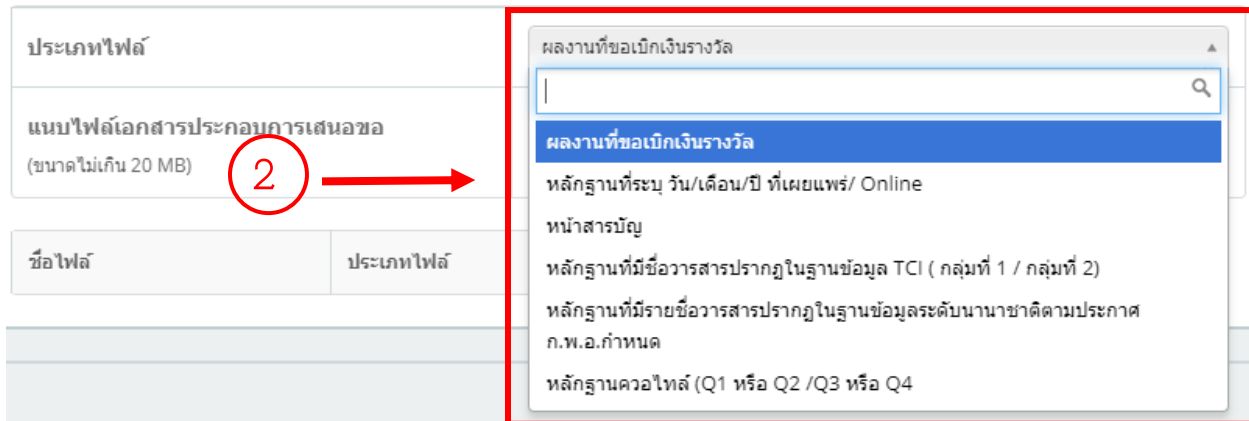 ประเภทไฟล์
ผลงานที่ขอเบิกเงินรางวัล
แนบไฟล์เอกสารประกอบการเสนอขอ
(ขนาดไม่เกิน 20 MB)
2
ผลงานที่ขอเบิกเงินรางวัล
หลักฐานที่ระบุ วัน/เดือน/ปี ที่เผยแพร่/ Online
หน้าสารบัญ
หลักฐานที่มีชื่อวารสารปรากฏในฐานข้อมูล TCI ( กลุ่มที่ 1 / กลุ่มที่ 2)
หลักฐานที่มีรายชื่อวารสารปรากฏในฐานข้อมูลระดับนานาชาติตามประกาศ
ก.พ.อ.กำหนด
หลักฐานควอไทล์ (Q1 หรือ Q2 /Q3 หรือ Q4
ชื่อไฟล์
ประเภทไฟล์